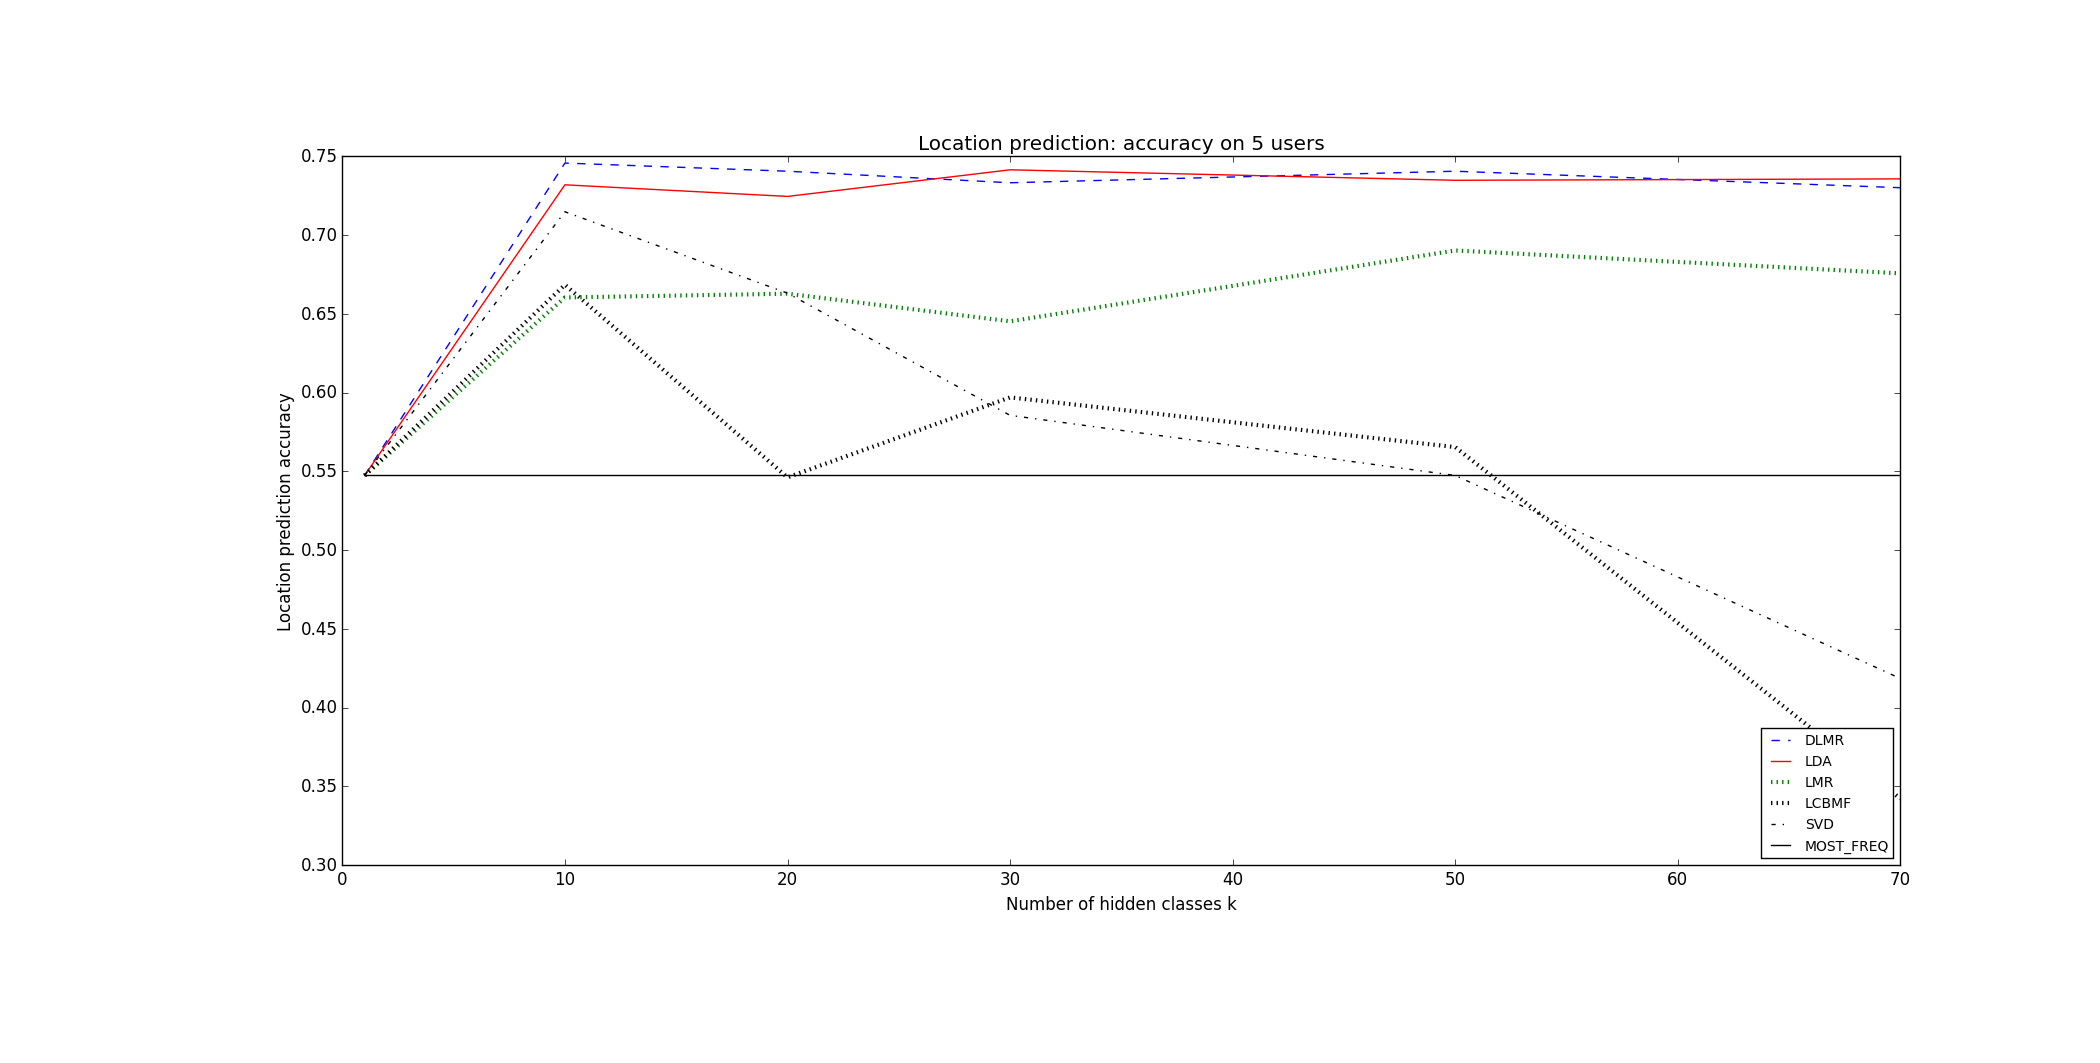 Location prediction: accuracy on 5 users
0.75
0.70
0.65
0.60
0.55
0.50
0.45
0.40
0.35
0.30
Location prediction accuracy
0 10 20 30 40 50 60 70
Number of hidden classes k
DLMR
LDA
LMR
LCBMF
SVD
MOST_FREQ